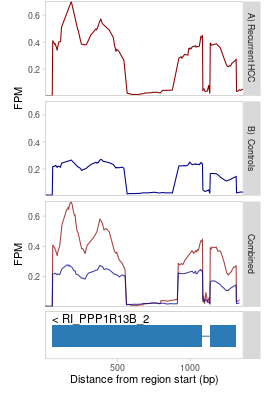 0.6
0.4
0.2
FPM
A) Recurrent HCC
0.6
0.4
0.2
FPM
B) Controls
0.6
0.4
0.2
FPM
Combined
< RI_PPP1R13B_2
500
1000
Distance from region start (bp)